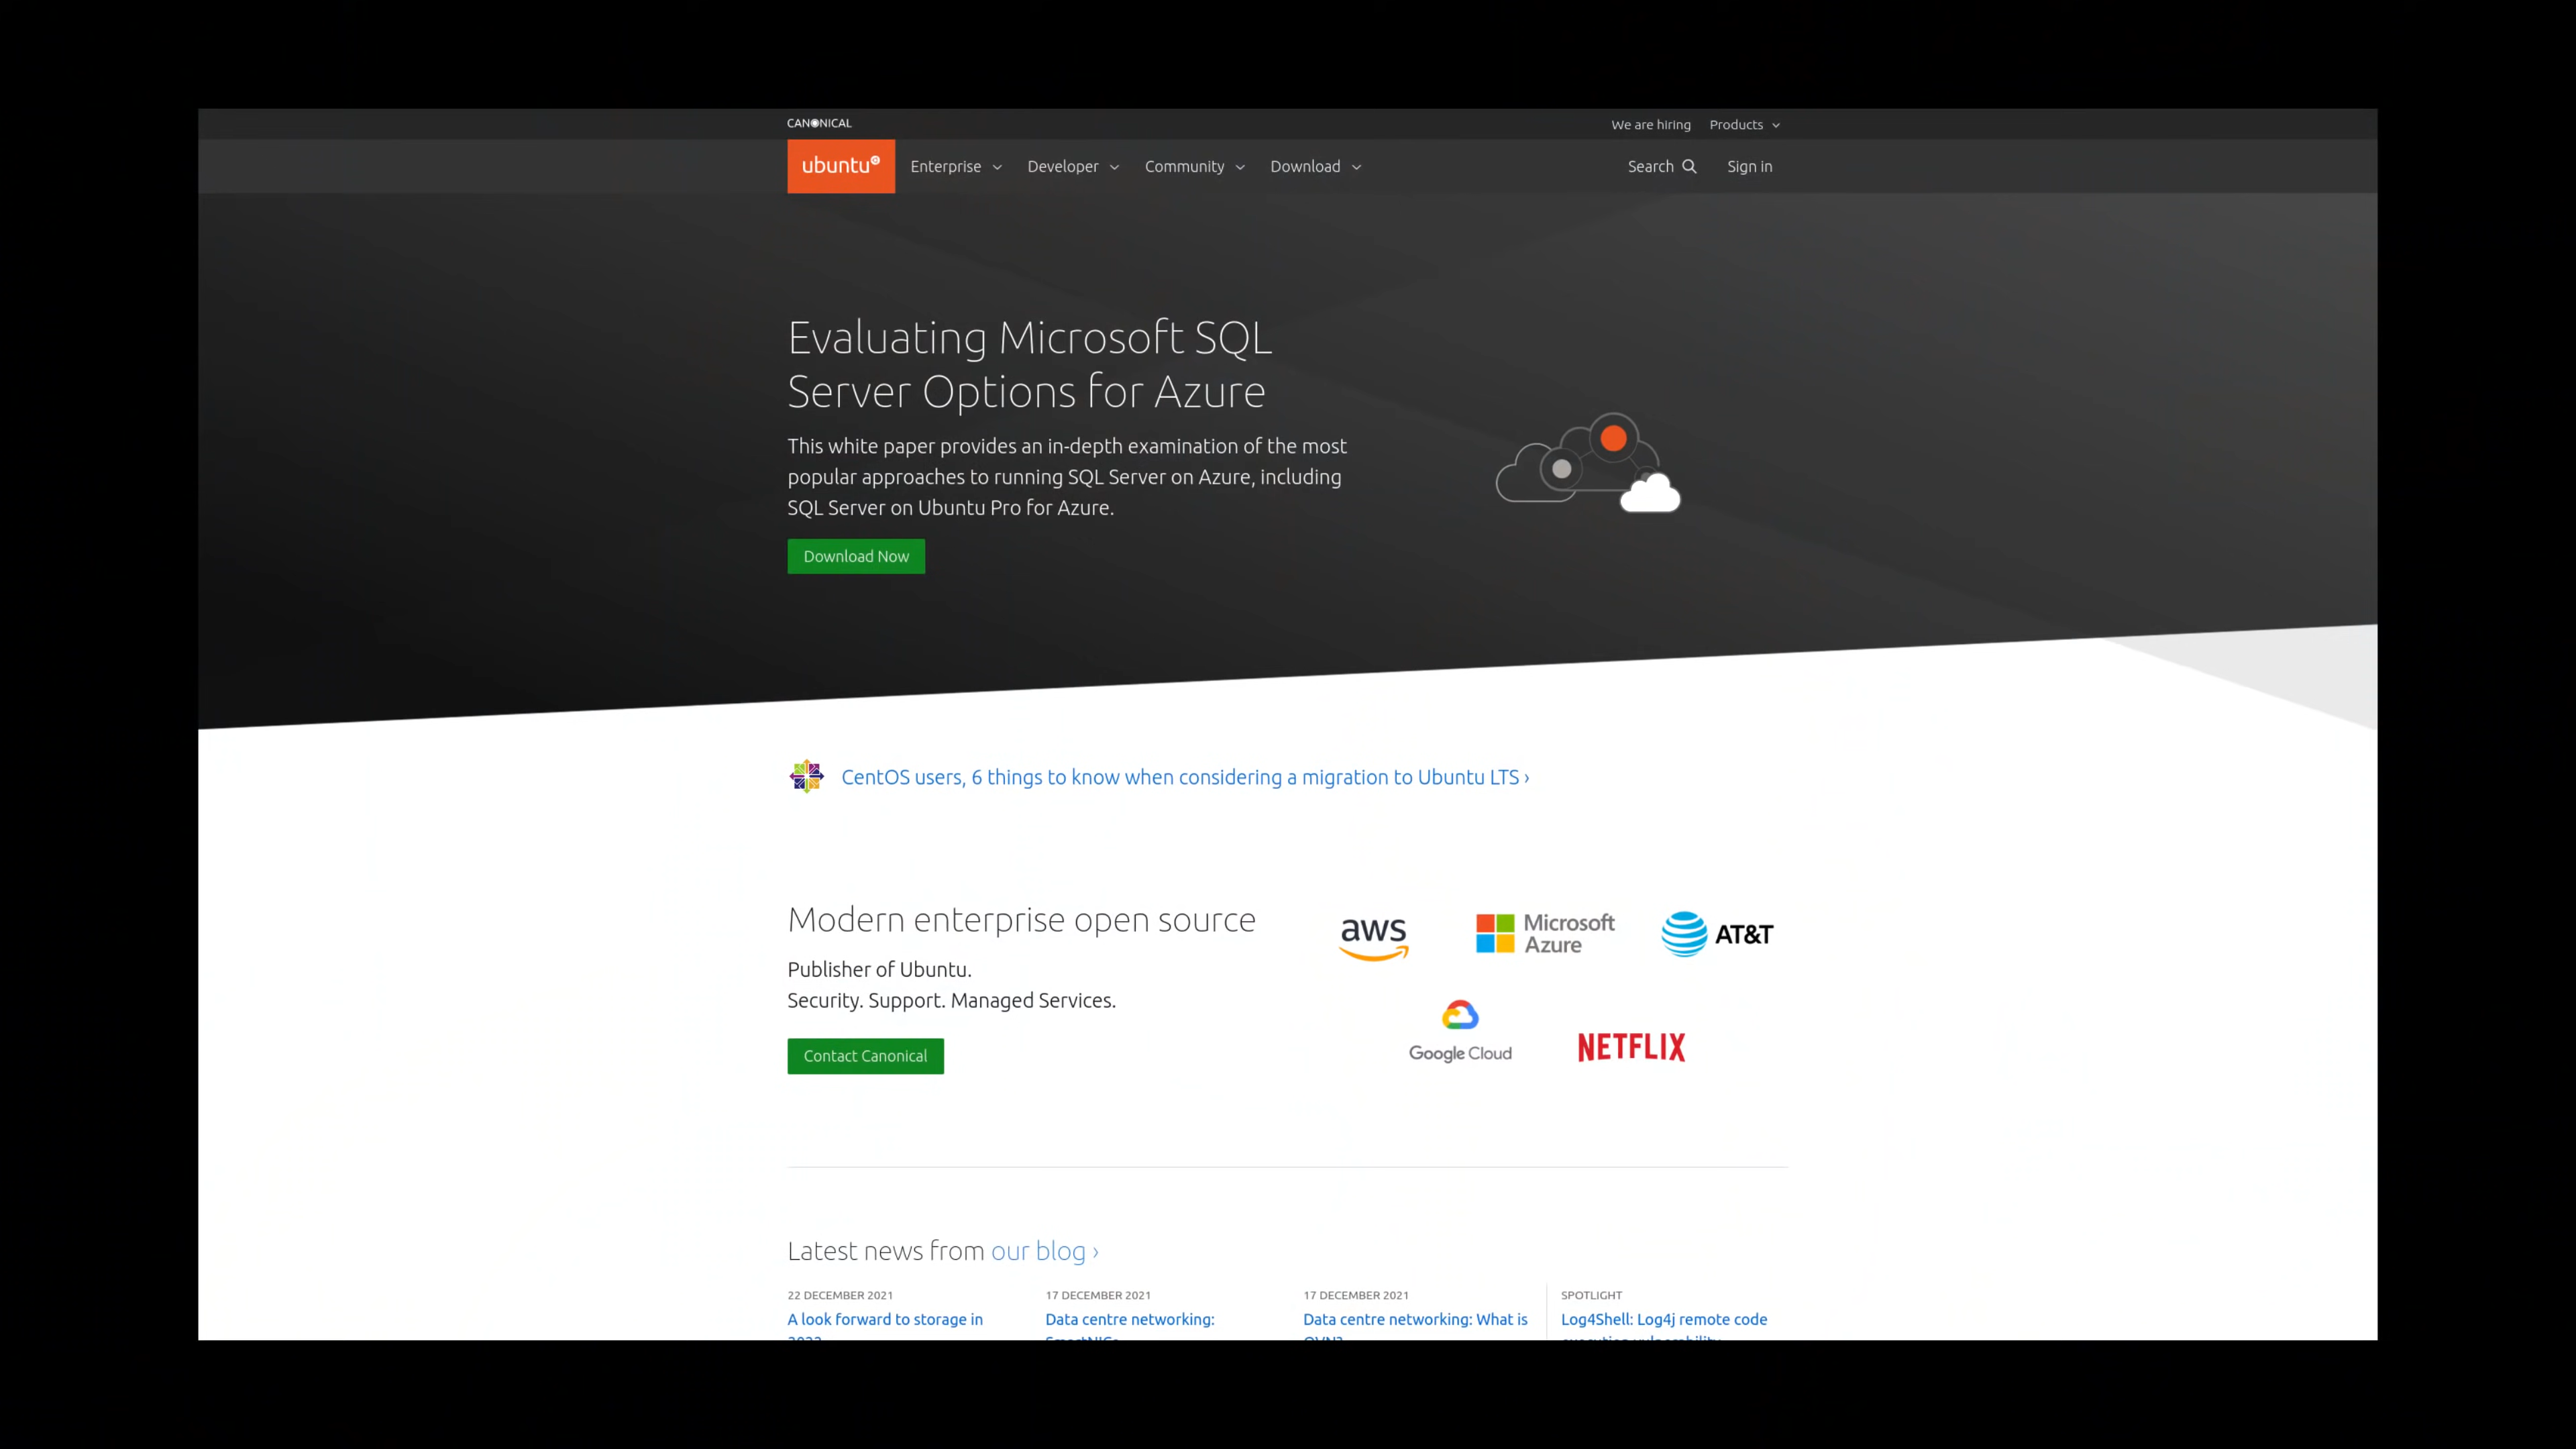 CANONICAL
We are hiring Products
ubuntu Enterprise Developer Community Download Search Sign in
Evaluating Microsoft SQL
Server Options for Azure
This white paper provides an in-depth examination of the most
popular approaches to running SQL Server on Azure, including
SQL Server on Ubuntu Pro for Azure.
Download Now
CentOS users, 6 things to know when considering a migration to Ubuntu LTS ›
Modern enterprise open source
Publisher of Ubuntu.
Security. Support. Managed Services.
Contact Canonical
aws
Microsoft
Azure
AT&T
Google Cloud
NETFLIX
Latest news from our blog ›
22 DECEMBER 2021
A look forward to storage in
17 DECEMBER 2021
Data centre networking:
17 DECEMBER 2021
Data centre networking: What is
SPOTLIGHT
Log4Shell: Log4j remote code